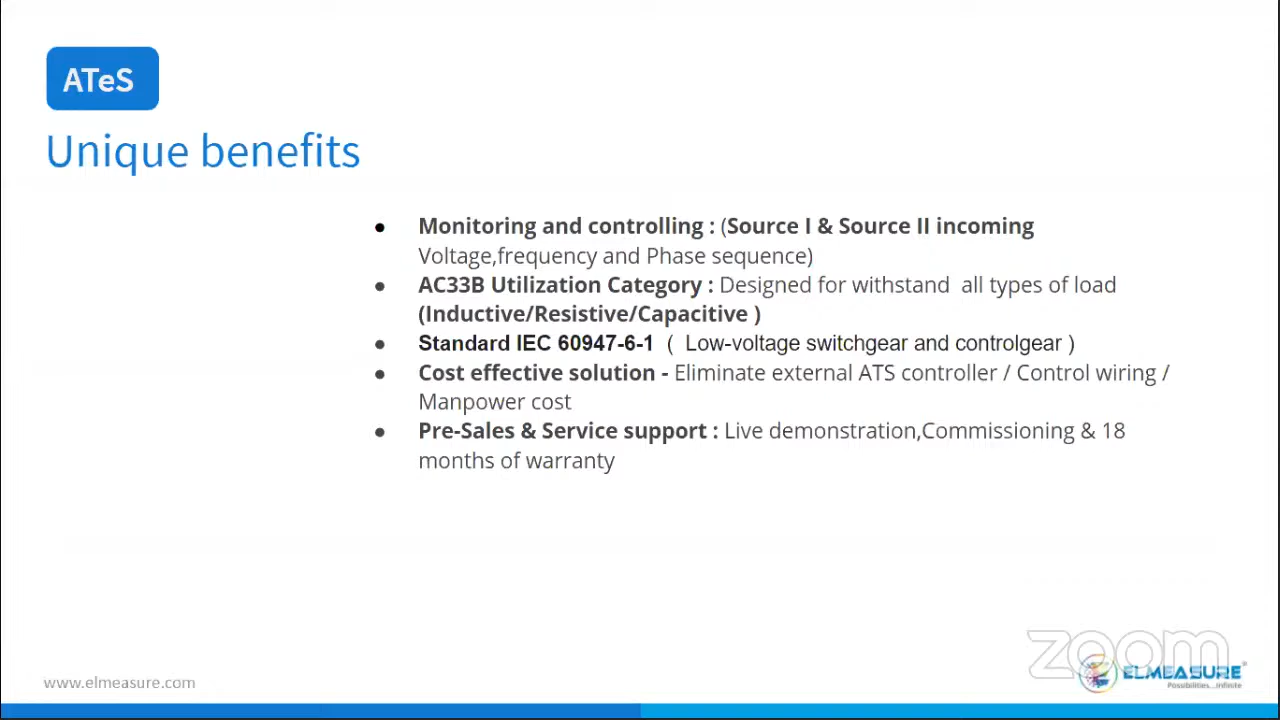 ATeS
Unique benefits
● Monitoring and controlling : (Source I & Source II incoming
Voltage,frequency and Phase sequence)
● AC33B Utilization Category : Designed for withstand  all types of load
(Inductive/Resistive/Capacitive )
● Standard IEC 60947-6-1  (  Low-voltage switchgear and controlgear )
● Cost effective solution - Eliminate external ATS controller / Control wiring /
Manpower cost
● Pre-Sales & Service support : Live demonstration,Commissioning & 18
months of warranty
zoom
www.elmeasure.com
ELMEASURE®
Possibilities...Infinite